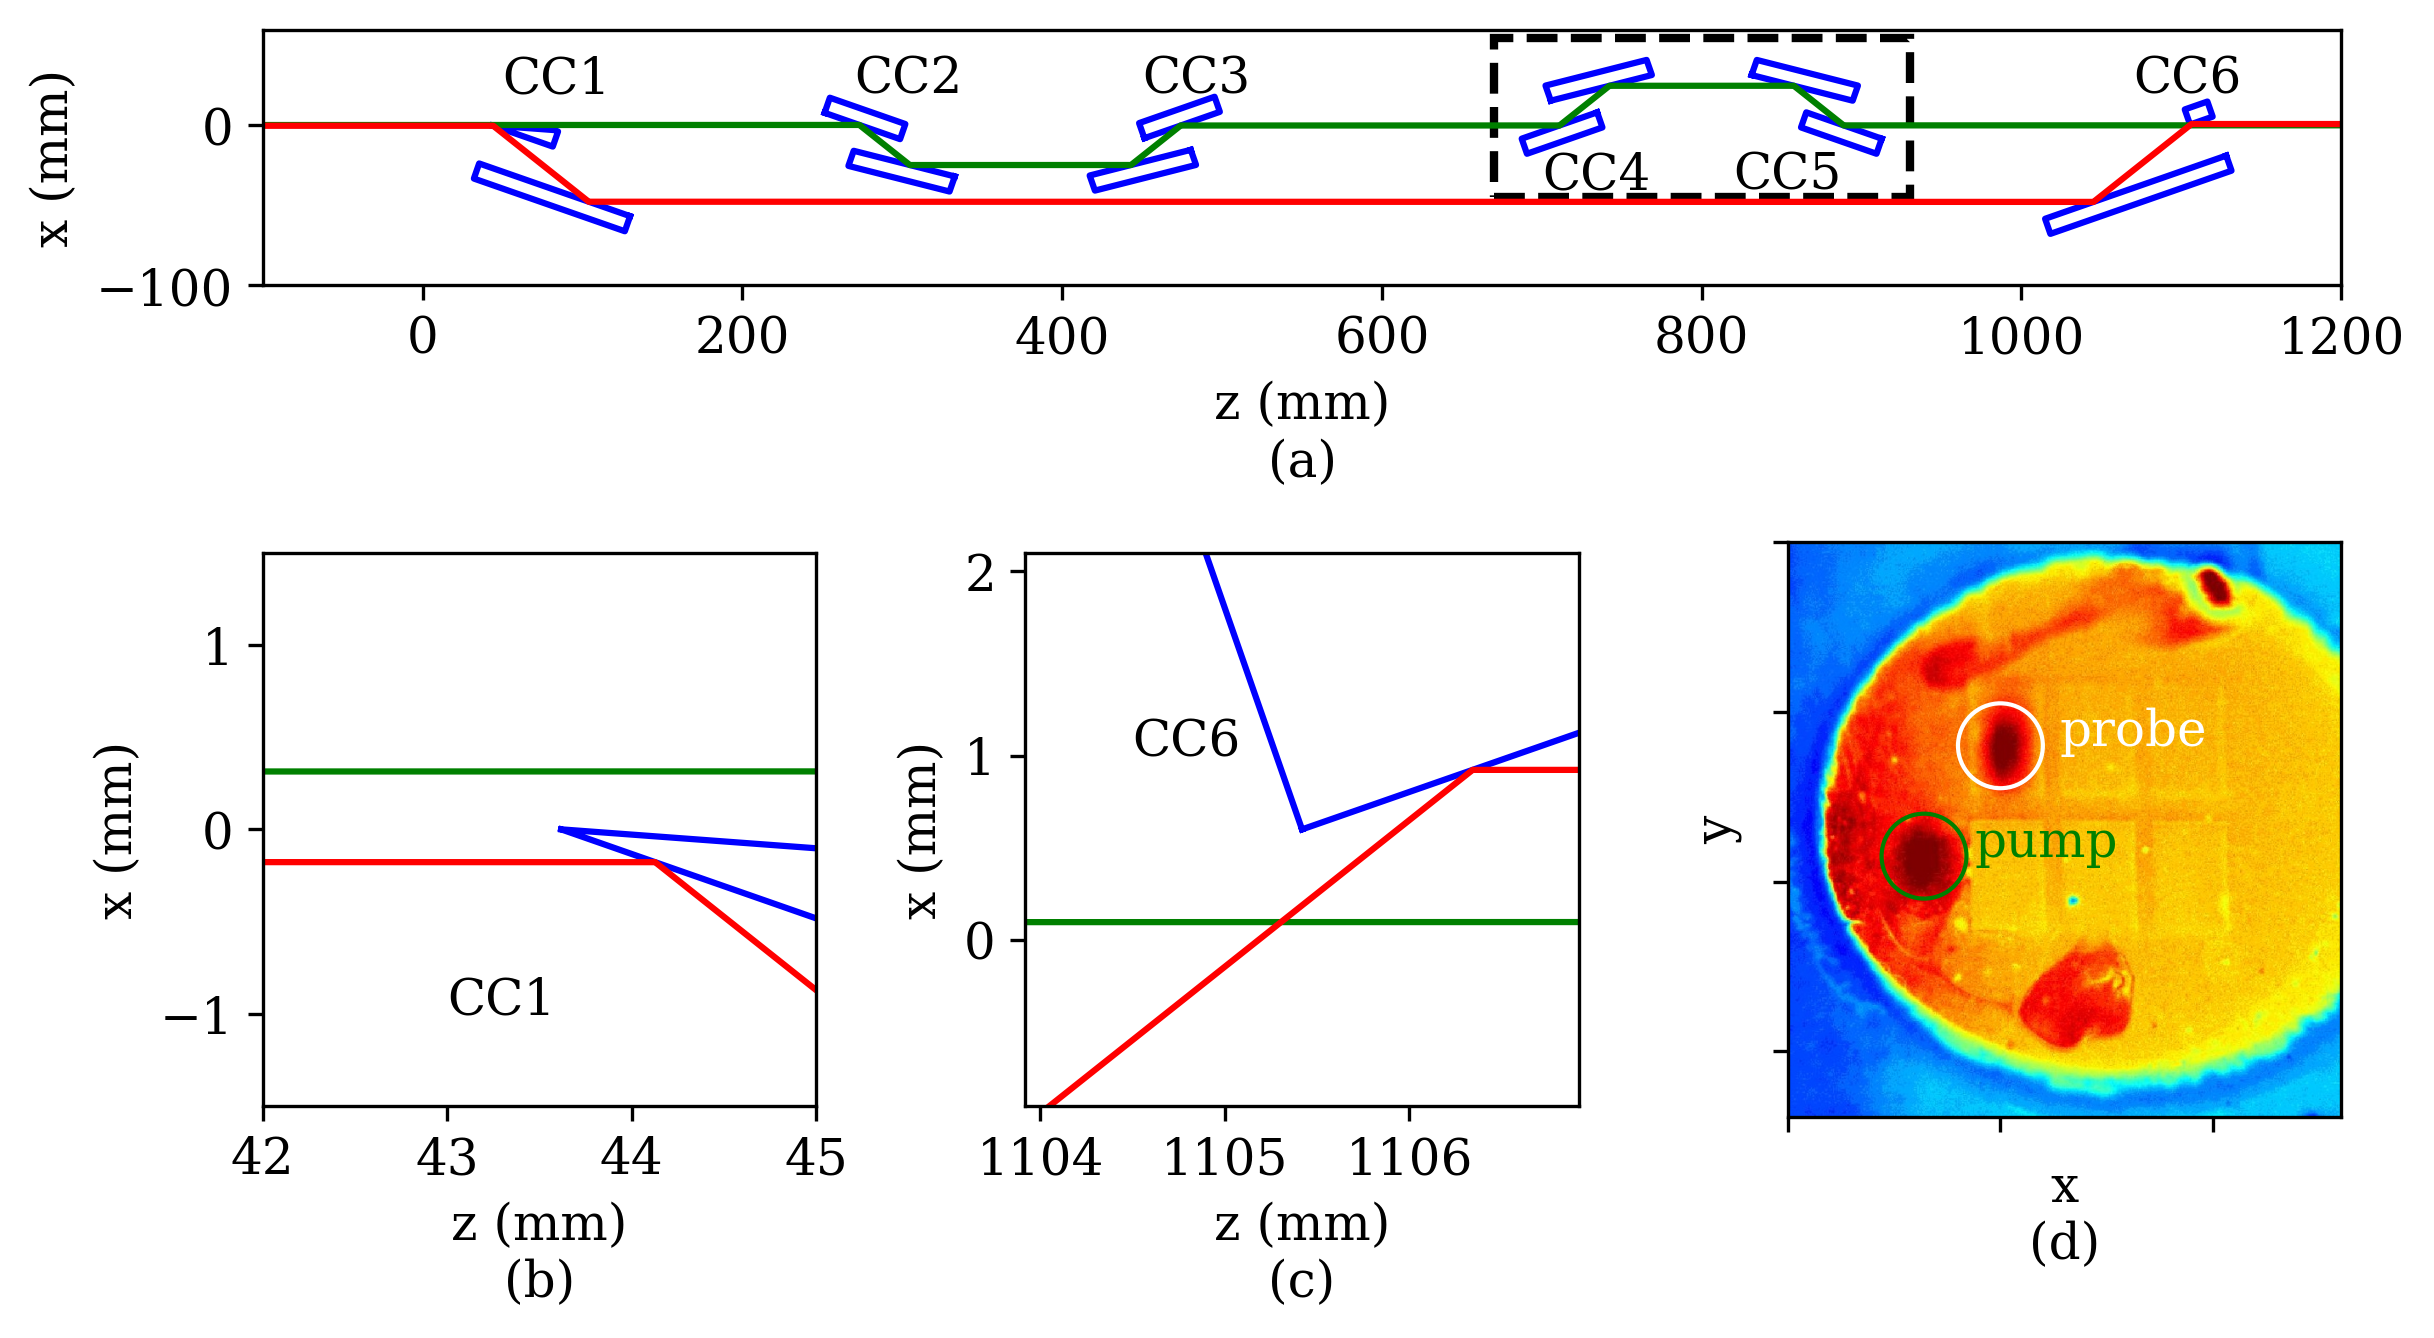 CC1 CC2 CC3 CC6
x (mm)
0
−100
CC4 CC5
0 200 400 600 800 1000 1200
z (mm)
(a)
x (mm)
1
0
−1
CC1
42 43 44 45
z (mm)
(b)
x (mm)
2
1
0
CC6
1104 1105 1106
z (mm)
(c)
y
probe
pump
x
(d)